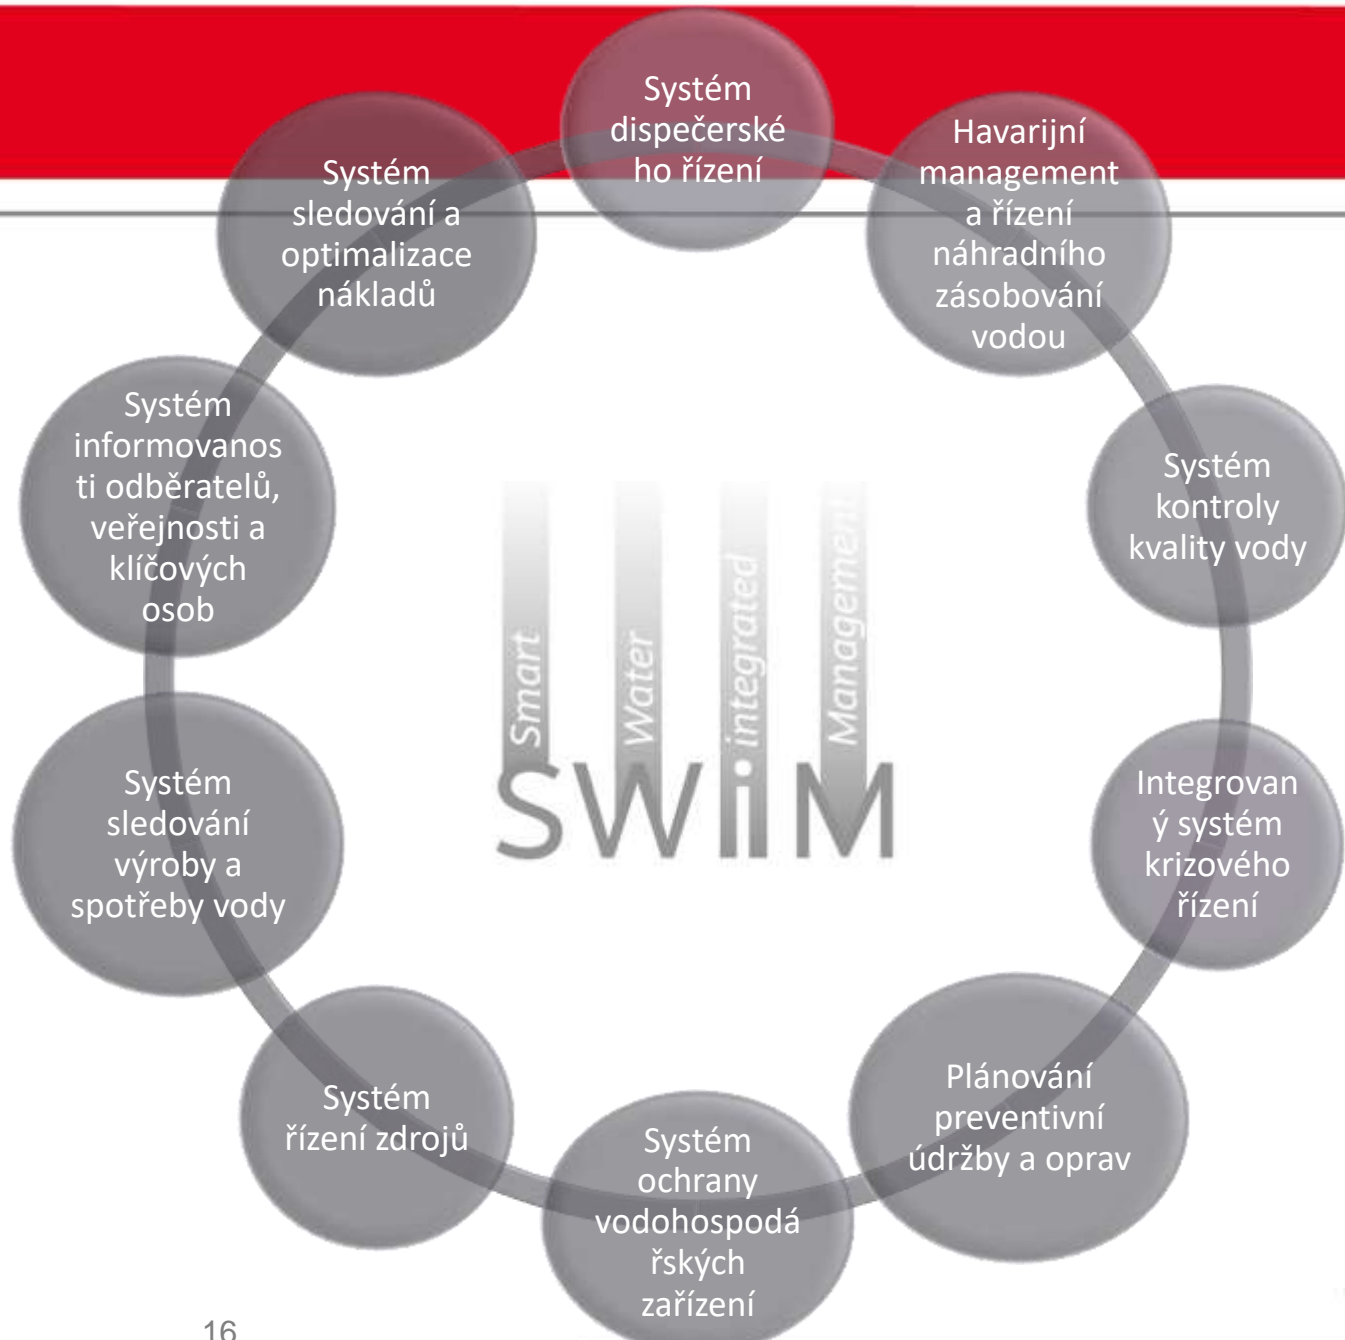 Systém
dispečerské
ho řízení
Havarijní
management
a řízení
náhradního
zásobování
vodou
Systém
kontroly
kvality vody
Integrovan
ý systém
krizového
řízení
Plánování
preventivní
údržby a oprav
Systém
ochrany
vodohospodá
řských
zařízení
Systém
řízení zdrojů
Systém
sledování
výroby a
spotřeby vody
Systém
informovanos
ti odběratelů,
veřejnosti a
klíčových
osob
Systém
sledování a
optimalizace
nákladů
Smart
Water
integrated
Management
SWiiM
16